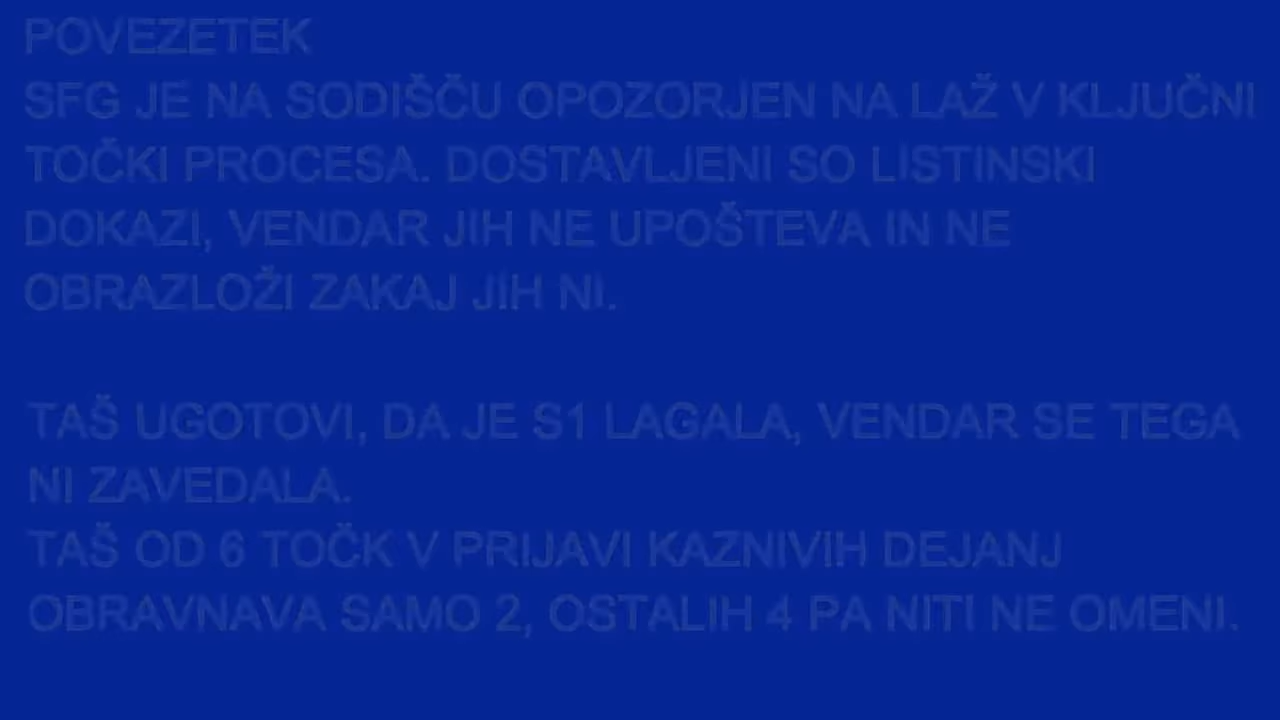 POVEZETEK
SFG JE NA SODIŠČU OPOZORJEN NA LAŽ V KLJUČNI
TOČKI PROCESA. DOSTAVLJENI SO LISTINSKI
DOKAZI, VENDAR JIH NE UPOŠTEVA IN NE
OBRAZLOŽI ZAKAJ JIH NI.
TAŠ UGOTOVI, DA JE S1 LAGALA, VENDAR SE TEGA
NI ZAVEDALA.
TAŠ OD 6 TOČK V PRIJAVI KAZNIVIH DEJANJ
OBRAVNAVA SAMO 2, OSTALIH 4 PA NITI NE OMENI.